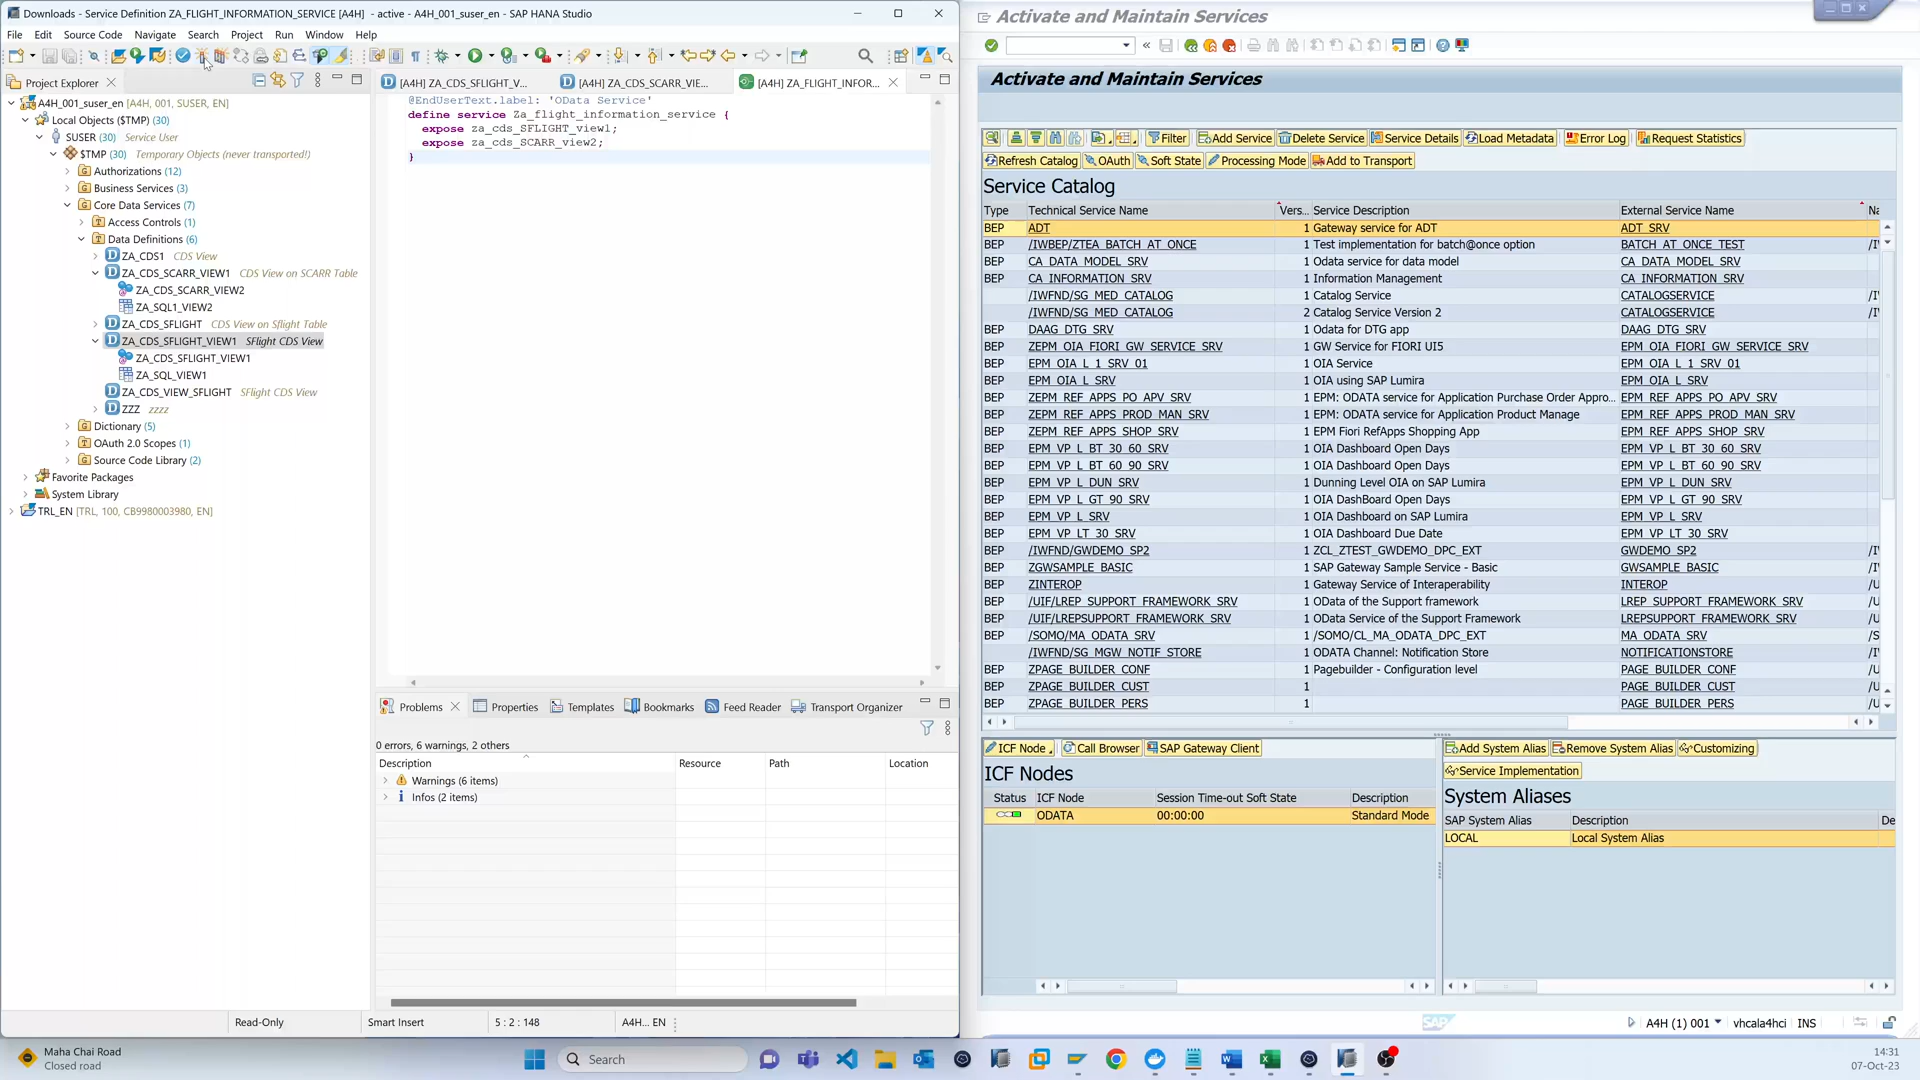 Downloads - Service Definition ZA_FLIGHT_INFORMATION_SERVICE [A4H] - active - A4H_001_suser_en - SAP HANA Studio
File Edit Source Code Navigate Search Project Run Window Help
Project Explorer
A4H_001_suser_en [A4H, 001, SUSER, EN]
Local Objects ($TMP) (30)
SUSER (30) Service User
$TMP (30) Temporary Objects (never transported!)
Authorizations (12)
Business Services (3)
Core Data Services (7)
Access Controls (1)
Data Definitions (6)
ZA_CDS1 CDS View
ZA_CDS_SCARR_VIEW1 CDS View on SCARR Table
ZA_CDS_SCARR_VIEW2
ZA_SQL1_VIEW2
ZA_CDS_SFLIGHT CDS View on Sflight Table
ZA_CDS_SFLIGHT_VIEW1 SFlight CDS View
ZA_CDS_SFLIGHT_VIEW1
ZA_SQL_VIEW1
ZA_CDS_VIEW_SFLIGHT SFlight CDS View
ZZZ zzzz
Dictionary (5)
OAuth 2.0 Scopes (1)
Source Code Library (2)
Favorite Packages
System Library
TRL_EN [TRL, 100, CB9980003980, EN]
[A4H] ZA_CDS_SFLIGHT_V... [A4H] ZA_CDS_SCARR_VIE... [A4H] ZA_FLIGHT_INFOR...
@EndUserText.label: 'OData Service'
define service Za_flight_information_service {
expose za_cds_SFLIGHT_view1;
expose za_cds_SCARR_view2;
}
Problems Properties Templates Bookmarks Feed Reader Transport Organizer
0 errors, 6 warnings, 2 others
Description Resource Path Location
Warnings (6 items)
Infos (2 items)
Read-Only Smart Insert 5 : 2 : 148 A4H... EN
Activate and Maintain Services
Activate and Maintain Services
Filter Add Service Delete Service Service Details Load Metadata Error Log Request Statistics
Refresh Catalog OAuth Soft State Processing Mode Add to Transport
Service Catalog
Type Technical Service Name Vers... Service Description External Service Name Na
BEP ADT 1 Gateway service for ADT ADT_SRV
BEP /IWBEP/ZTEA_BATCH_AT_ONCE 1 Test implementation for batch@once option BATCH_AT_ONCE_TEST
BEP CA_DATA_MODEL_SRV 1 Odata service for data model CA_DATA_MODEL_SRV
BEP CA_INFORMATION_SRV 1 Information Management CA_INFORMATION_SRV
/IWFND/SG_MED_CATALOG 1 Catalog Service CATALOGSERVICE
/IWFND/SG_MED_CATALOG 2 Catalog Service Version 2 CATALOGSERVICE
BEP DAAG_DTG_SRV 1 Odata for DTG app DAAG_DTG_SRV
BEP ZEPM_OIA_FIORI_GW_SERVICE_SRV 1 GW Service for FIORI UI5 EPM_OIA_FIORI_GW_SERVICE_SRV
BEP EPM_OIA_L_1_SRV_01 1 OIA Service EPM_OIA_L_1_SRV_01
BEP EPM_OIA_L_SRV 1 OIA using SAP Lumira EPM_OIA_L_SRV
BEP ZEPM_REF_APPS_PO_APV_SRV 1 EPM: ODATA service for Application Purchase Order Appro... EPM_REF_APPS_PO_APV_SRV
BEP ZEPM_REF_APPS_PROD_MAN_SRV 1 EPM: ODATA service for Application Product Manage EPM_REF_APPS_PROD_MAN_SRV
BEP ZEPM_REF_APPS_SHOP_SRV 1 EPM Fiori RefApps Shopping App EPM_REF_APPS_SHOP_SRV
BEP EPM_VP_L_BT_30_60_SRV 1 OIA Dashboard Open Days EPM_VP_L_BT_30_60_SRV
BEP EPM_VP_L_BT_60_90_SRV 1 OIA Dashboard Open Days EPM_VP_L_BT_60_90_SRV
BEP EPM_VP_L_DUN_SRV 1 Dunning Level OIA on SAP Lumira EPM_VP_L_DUN_SRV
BEP EPM_VP_L_GT_90_SRV 1 OIA DashBoard Open Days EPM_VP_L_GT_90_SRV
BEP EPM_VP_L_SRV 1 OIA Dashboard on SAP Lumira EPM_VP_L_SRV
BEP EPM_VP_LT_30_SRV 1 OIA Dashboard Due Date EPM_VP_LT_30_SRV
BEP /IWFND/GWDEMO_SP2 1 ZCL_ZTEST_GWDEMO_DPC_EXT GWDEMO_SP2
BEP ZGWSAMPLE_BASIC 1 SAP Gateway Sample Service - Basic GWSAMPLE_BASIC
BEP ZINTEROP 1 Gateway Service of Interaperability INTEROP /U
BEP /UIF/LREP_SUPPORT_FRAMEWORK_SRV 1 OData of the Support framework LREP_SUPPORT_FRAMEWORK_SRV /U
BEP /UIF/LREPSUPPORT_FRAMEWORK_SRV 1 OData Service of the Support Framework LREPSUPPORT_FRAMEWORK_SRV /U
BEP /SOMO/MA_ODATA_SRV 1 /SOMO/CL_MA_ODATA_DPC_EXT MA_ODATA_SRV /S
/IWFND/SG_MGW_NOTIF_STORE 1 ODATA Channel: Notification Store NOTIFICATIONSTORE
BEP ZPAGE_BUILDER_CONF 1 Pagebuilder - Configuration level PAGE_BUILDER_CONF /U
BEP ZPAGE_BUILDER_CUST 1 PAGE_BUILDER_CUST /U
BEP ZPAGE_BUILDER_PERS 1 PAGE_BUILDER_PERS /U
ICF Node Call Browser SAP Gateway Client
ICF Nodes
Status ICF Node Session Time-out Soft State Description
ODATA 00:00:00 Standard Mode
Add System Alias Remove System Alias Customizing
Service Implementation
System Aliases
SAP System Alias Description De
LOCAL Local System Alias
SAP A4H (1) 001 vhcala4hci INS
Maha Chai Road
Closed road
Search
14:31
07-Oct-23